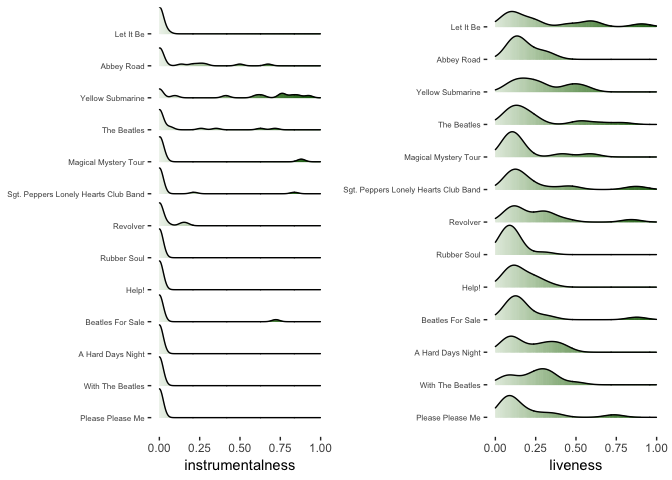 Let It Be
Abbey Road
Yellow Submarine
The Beatles
Magical Mystery Tour
Sgt. Peppers Lonely Hearts Club Band
Revolver
Rubber Soul
Help!
Beatles For Sale
A Hard Days Night
With The Beatles
Please Please Me
0.00 0.25 0.50 0.75 1.00
instrumentalness
Let It Be
Abbey Road
Yellow Submarine
The Beatles
Magical Mystery Tour
Sgt. Peppers Lonely Hearts Club Band
Revolver
Rubber Soul
Help!
Beatles For Sale
A Hard Days Night
With The Beatles
Please Please Me
0.00 0.25 0.50 0.75 1.00
liveness